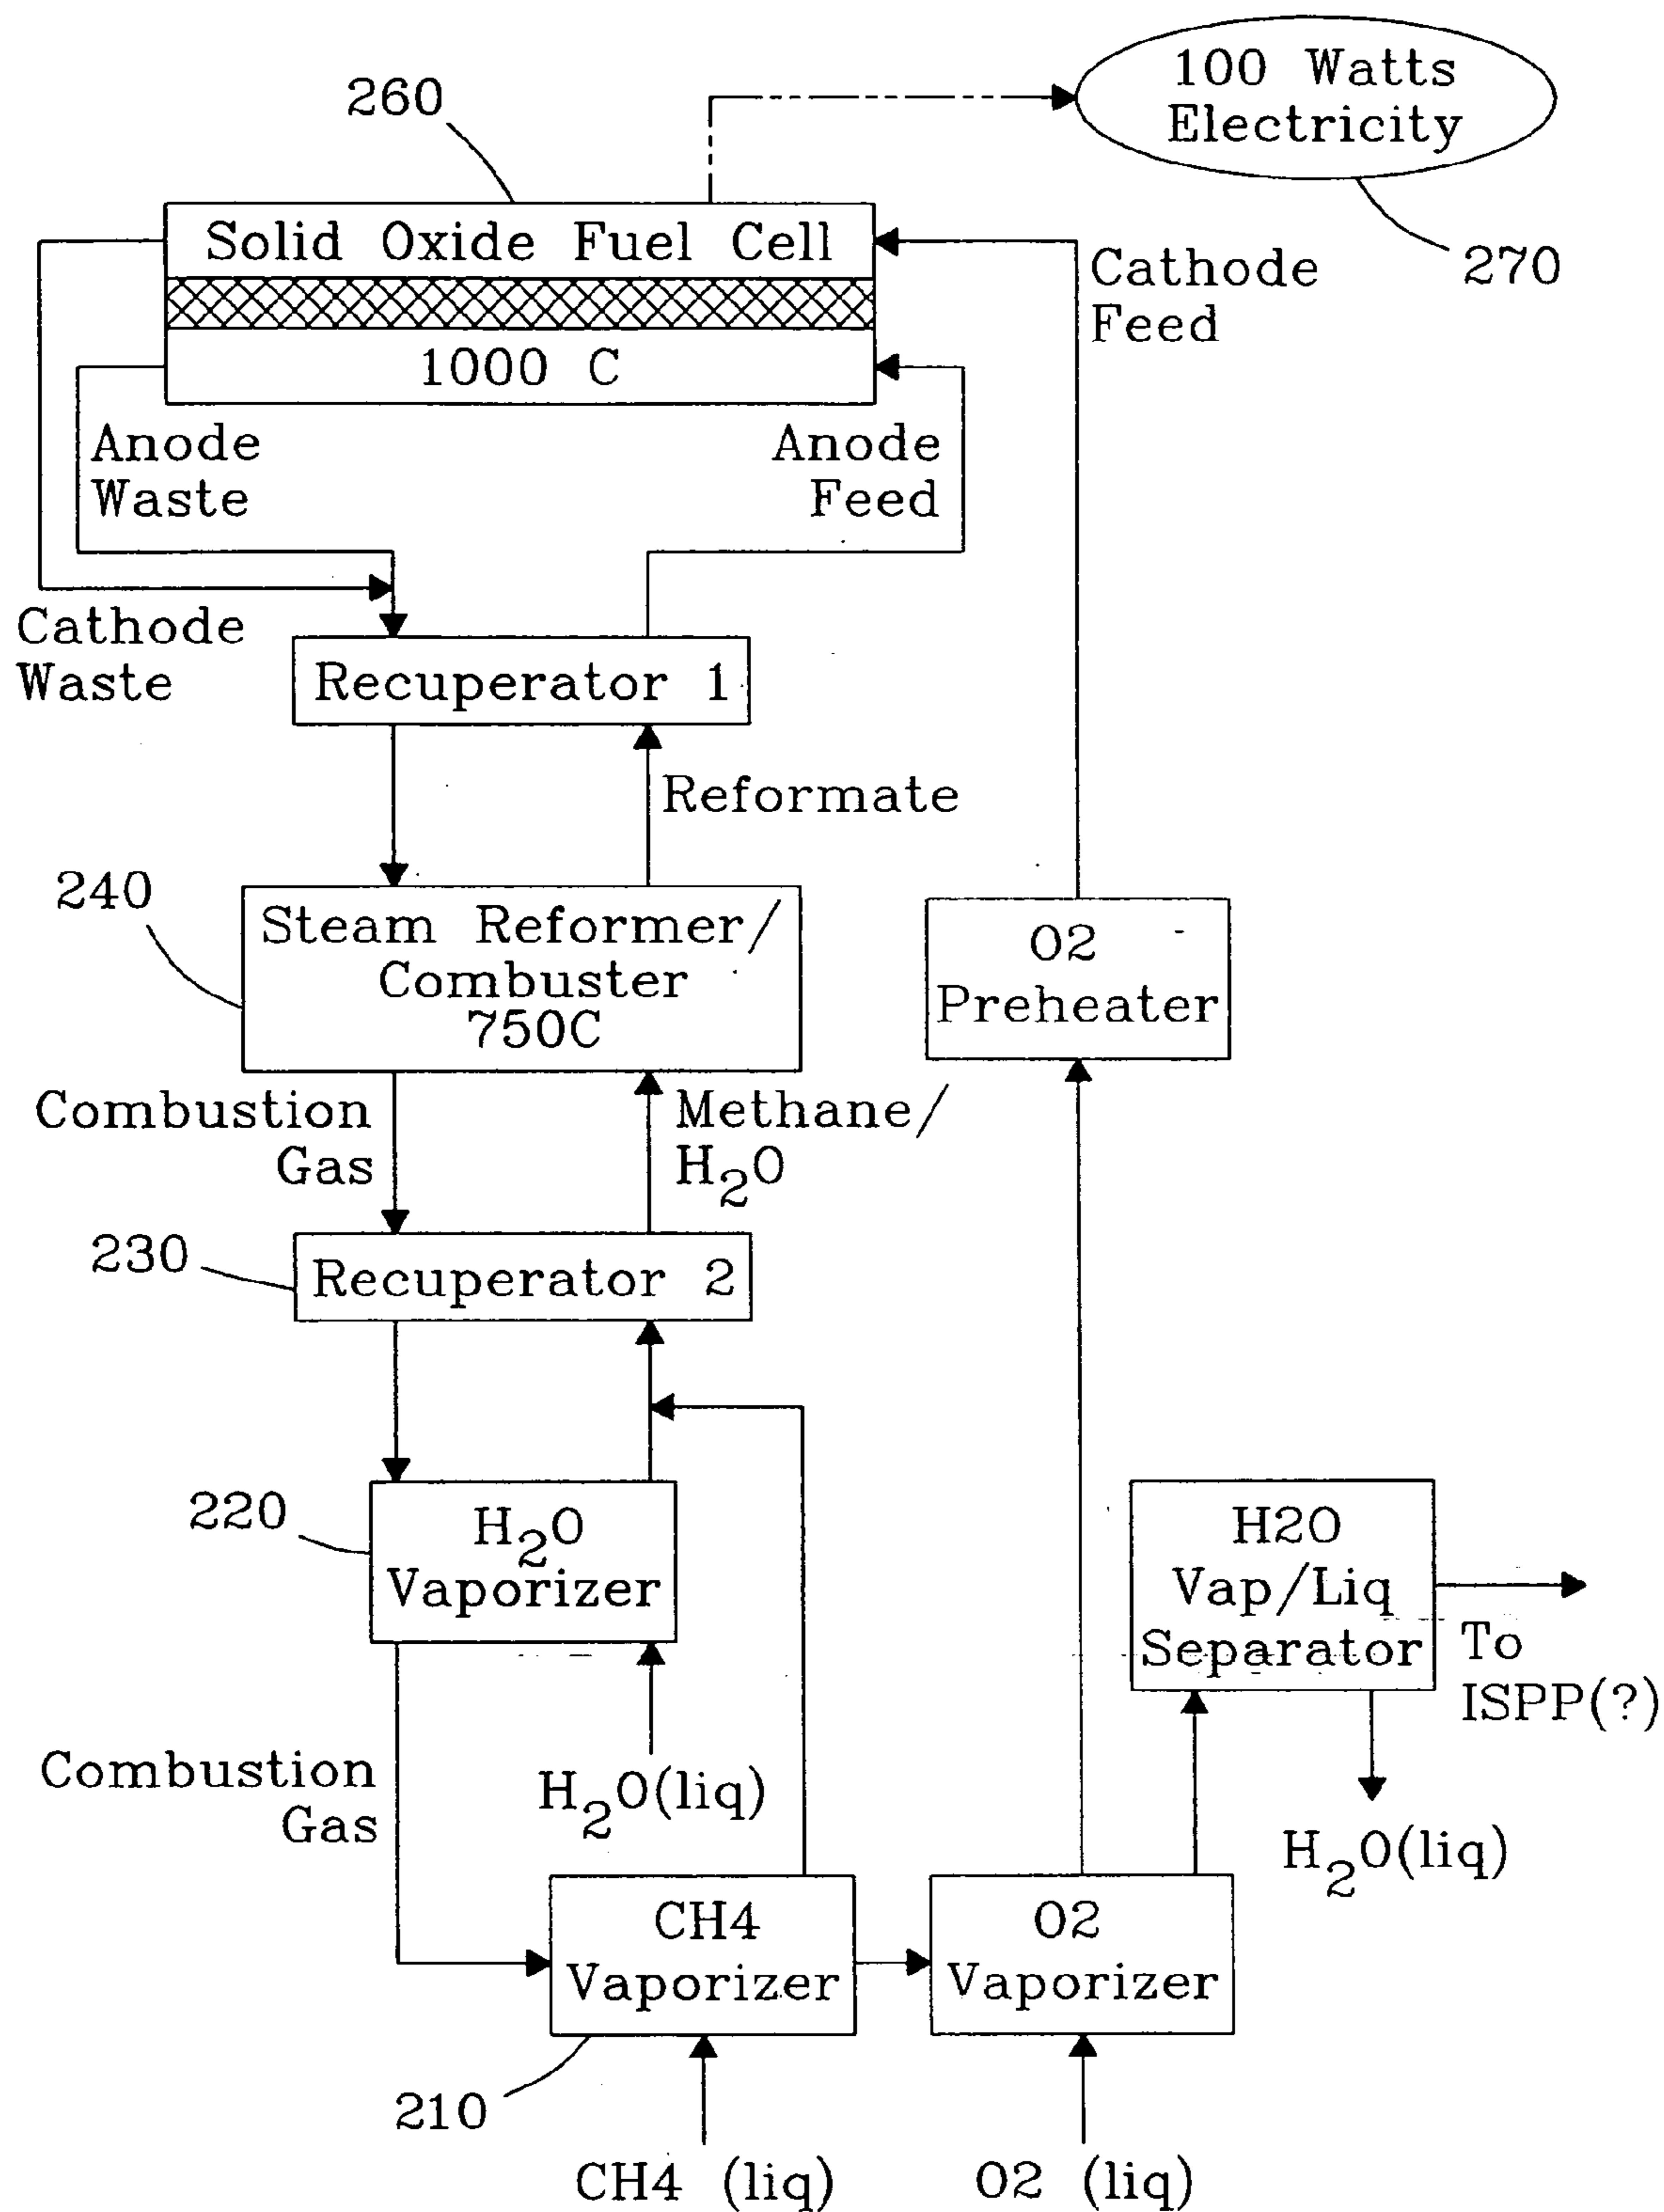 100 Watts
Electricity
260
270
Solid Oxide Fuel Cell
1000 C
Cathode
Feed
Anode
Waste
Anode
Feed
Cathode
Waste
Recuperator 1
Reformate
240
Steam Reformer/
Combuster
750C
O2
Preheater
Combustion
Gas
Methane/
H₂O
230
Recuperator 2
220
H₂O
Vaporizer
H2O
Vap/Liq
Separator
To
ISPP(?)
Combustion
Gas
H₂O(liq)
H₂O(liq)
CH4
Vaporizer
O2
Vaporizer
210
CH4 (liq)
O2 (liq)